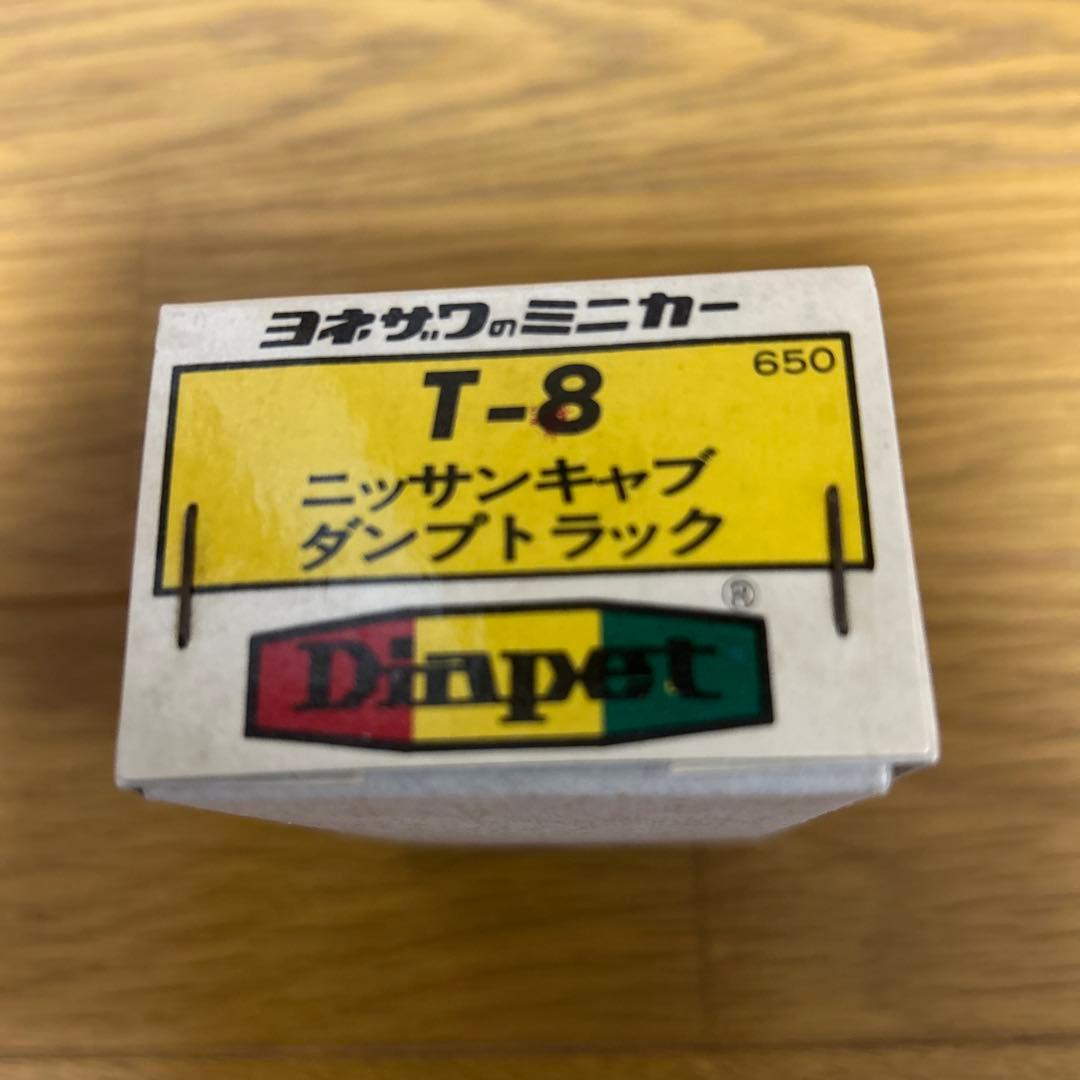 ヨネザワのミニカー
T-8
650
ニッサンキャブ
ダンプトラック
®
Diapet